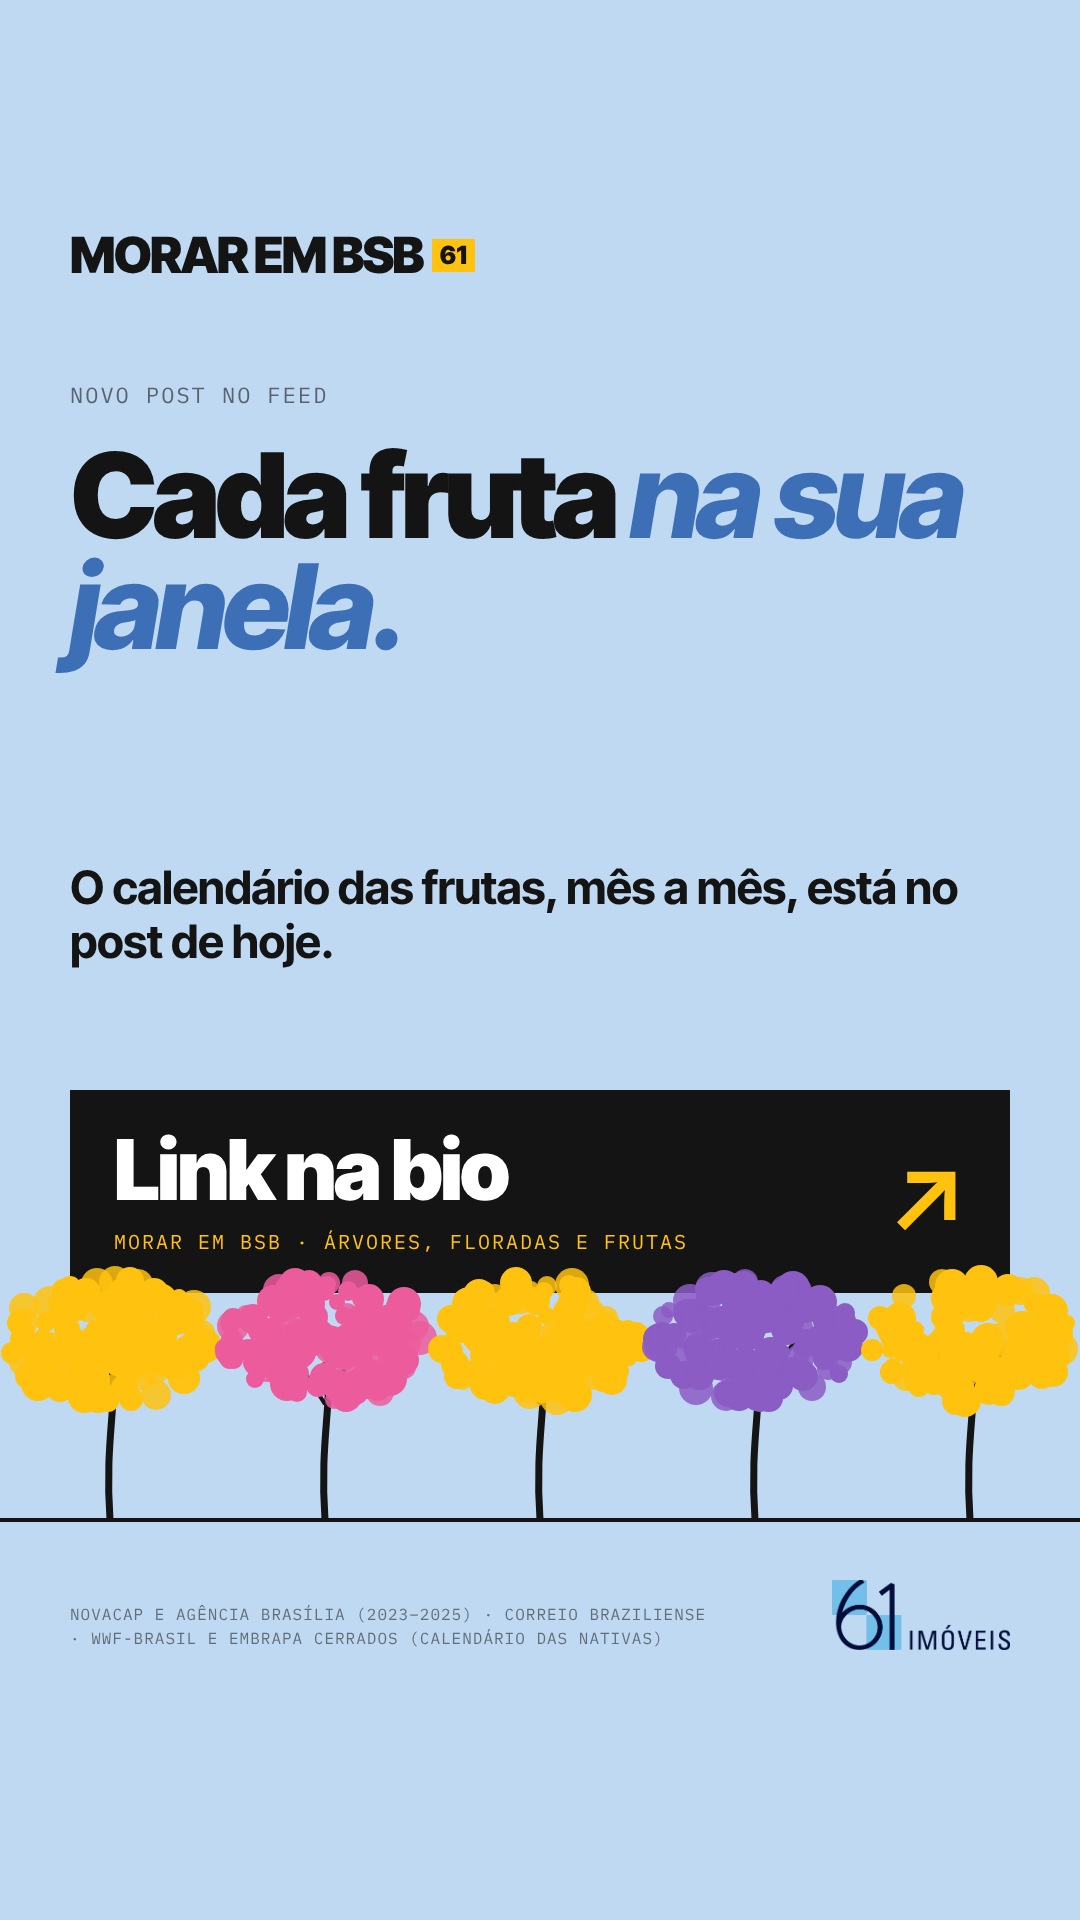 MORAR EM BSB 61
NOVO POST NO FEED
Cada fruta na sua
janela.
O calendário das frutas, mês a mês, está no
post de hoje.
Link na bio
MORAR EM BSB · ÁRVORES, FLORADAS E FRUTAS
NOVACAP E AGÊNCIA BRASÍLIA (2023–2025) · CORREIO BRAZILIENSE
· WWF-BRASIL E EMBRAPA CERRADOS (CALENDÁRIO DAS NATIVAS)
61 IMÓVEIS